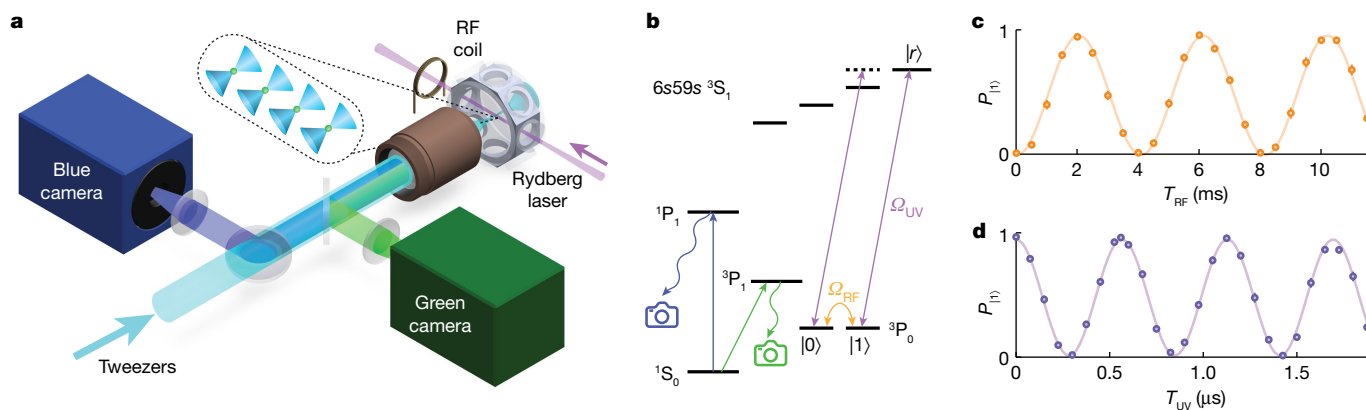 a
RF
coil
Blue
camera
Rydberg
laser
Green
camera
Tweezers
b
|r⟩
6s59s ³S₁
Ω_UV
¹P₁
³P₁
Ω_RF
³P₀
|0⟩ |1⟩
¹S₀
c
1
P_|1⟩
0
0 2 4 6 8 10
T_RF (ms)
d
1
P_|1⟩
0
0 0.5 1.0 1.5
T_UV (μs)